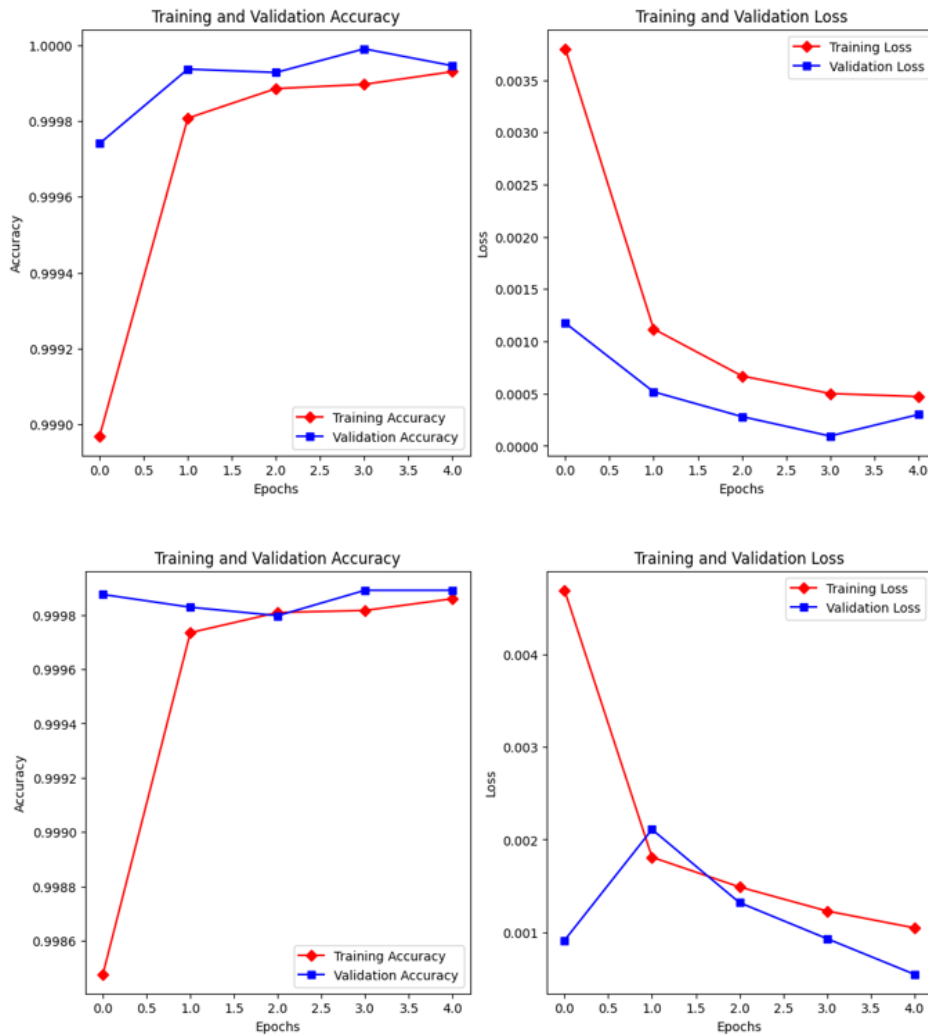 Training and Validation Accuracy
1.0000
0.9998
0.9996
0.9994
0.9992
0.9990
Accuracy
Training Accuracy
Validation Accuracy
0.0 0.5 1.0 1.5 2.0 2.5 3.0 3.5 4.0
Epochs
Training and Validation Loss
Training Loss
Validation Loss
0.0035
0.0030
0.0025
0.0020
0.0015
0.0010
0.0005
0.0000
Loss
0.0 0.5 1.0 1.5 2.0 2.5 3.0 3.5 4.0
Epochs
Training and Validation Accuracy
0.9998
0.9996
0.9994
0.9992
0.9990
0.9988
0.9986
Accuracy
Training Accuracy
Validation Accuracy
0.0 0.5 1.0 1.5 2.0 2.5 3.0 3.5 4.0
Epochs
Training and Validation Loss
Training Loss
Validation Loss
0.004
0.003
0.002
0.001
Loss
0.0 0.5 1.0 1.5 2.0 2.5 3.0 3.5 4.0
Epochs